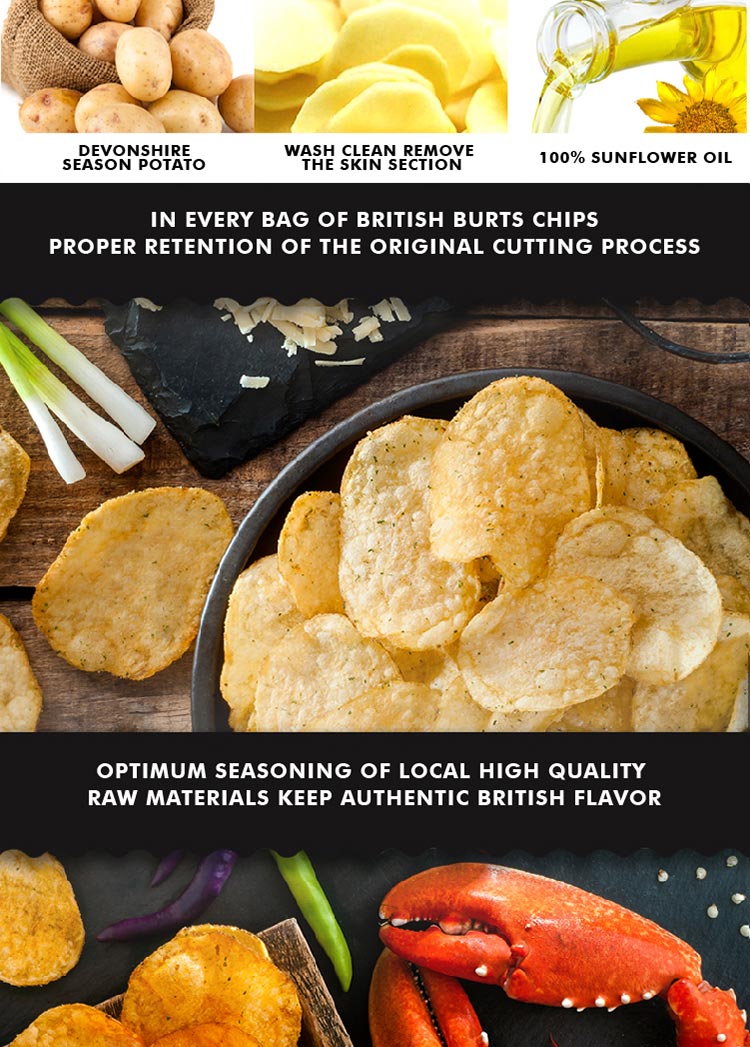 DEVONSHIRE
SEASON POTATO
WASH CLEAN REMOVE
THE SKIN SECTION
100% SUNFLOWER OIL
IN EVERY BAG OF BRITISH BURTS CHIPS
PROPER RETENTION OF THE ORIGINAL CUTTING PROCESS
OPTIMUM SEASONING OF LOCAL HIGH QUALITY
RAW MATERIALS KEEP AUTHENTIC BRITISH FLAVOR